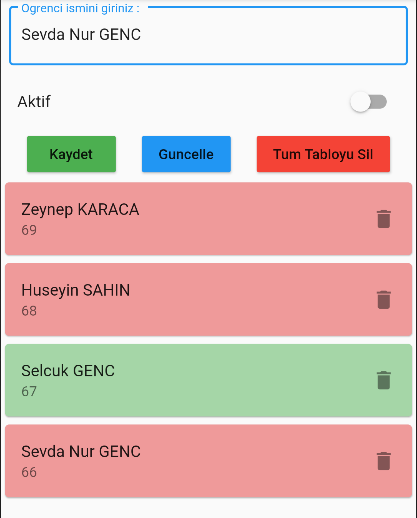 Ogrenci ismini giriniz :
Sevda Nur GENC
Aktif
Kaydet
Guncelle
Tum Tabloyu Sil
Zeynep KARACA
69
Huseyin SAHIN
68
Selcuk GENC
67
Sevda Nur GENC
66